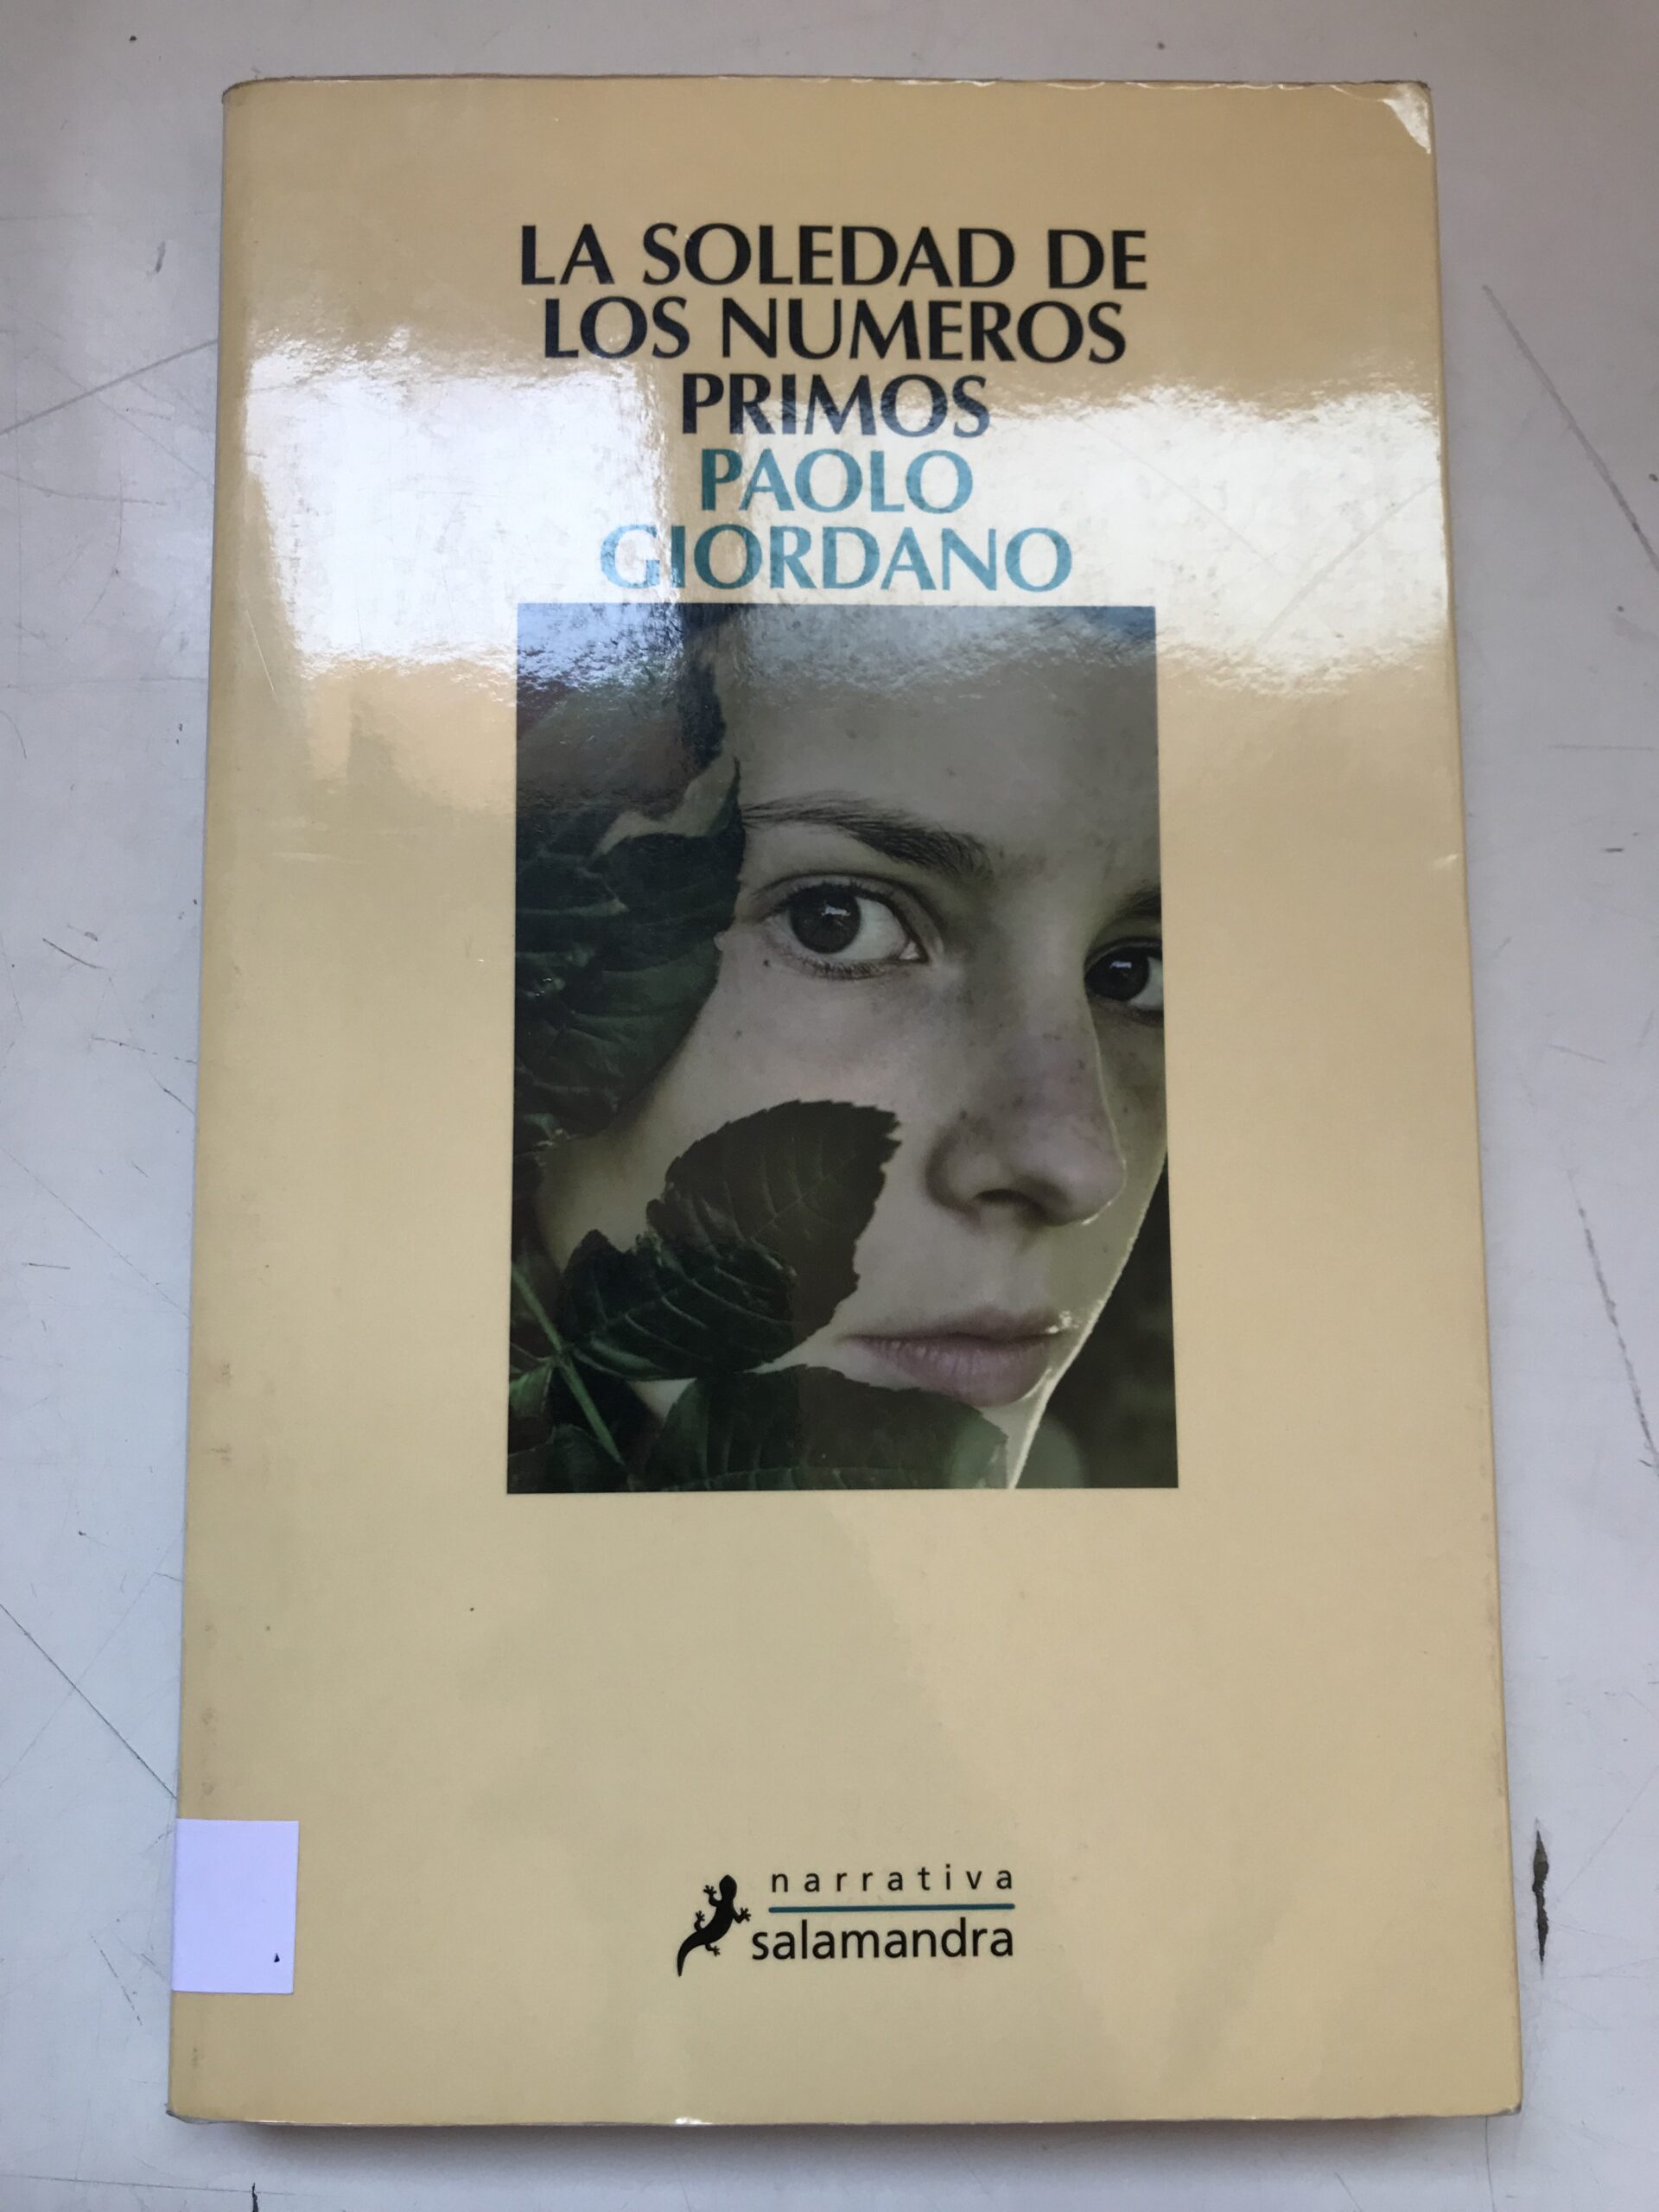 LA SOLEDAD DE
LOS NUMEROS
PRIMOS
PAOLO
GIORDANO
narrativa
salamandra